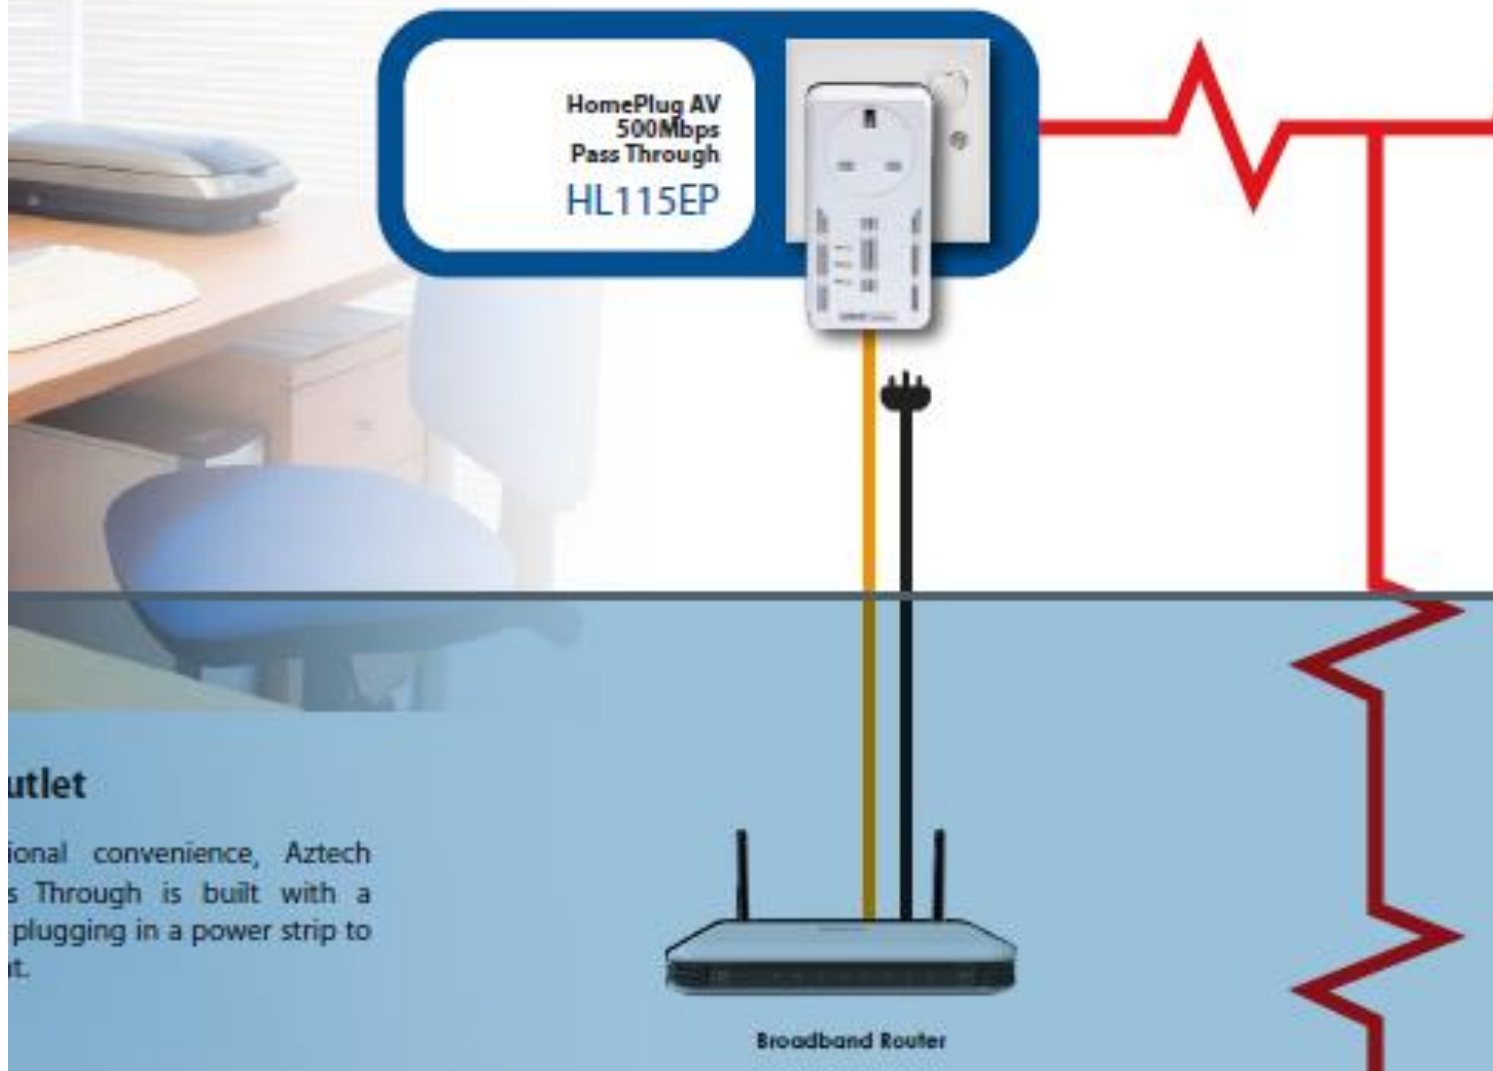 HomePlug AV
500Mbps
Pass Through
HL115EP
utlet
ional convenience, Aztech
s Through is built with a
plugging in a power strip to
t.
Broadband Router